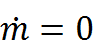 ṁ = 0